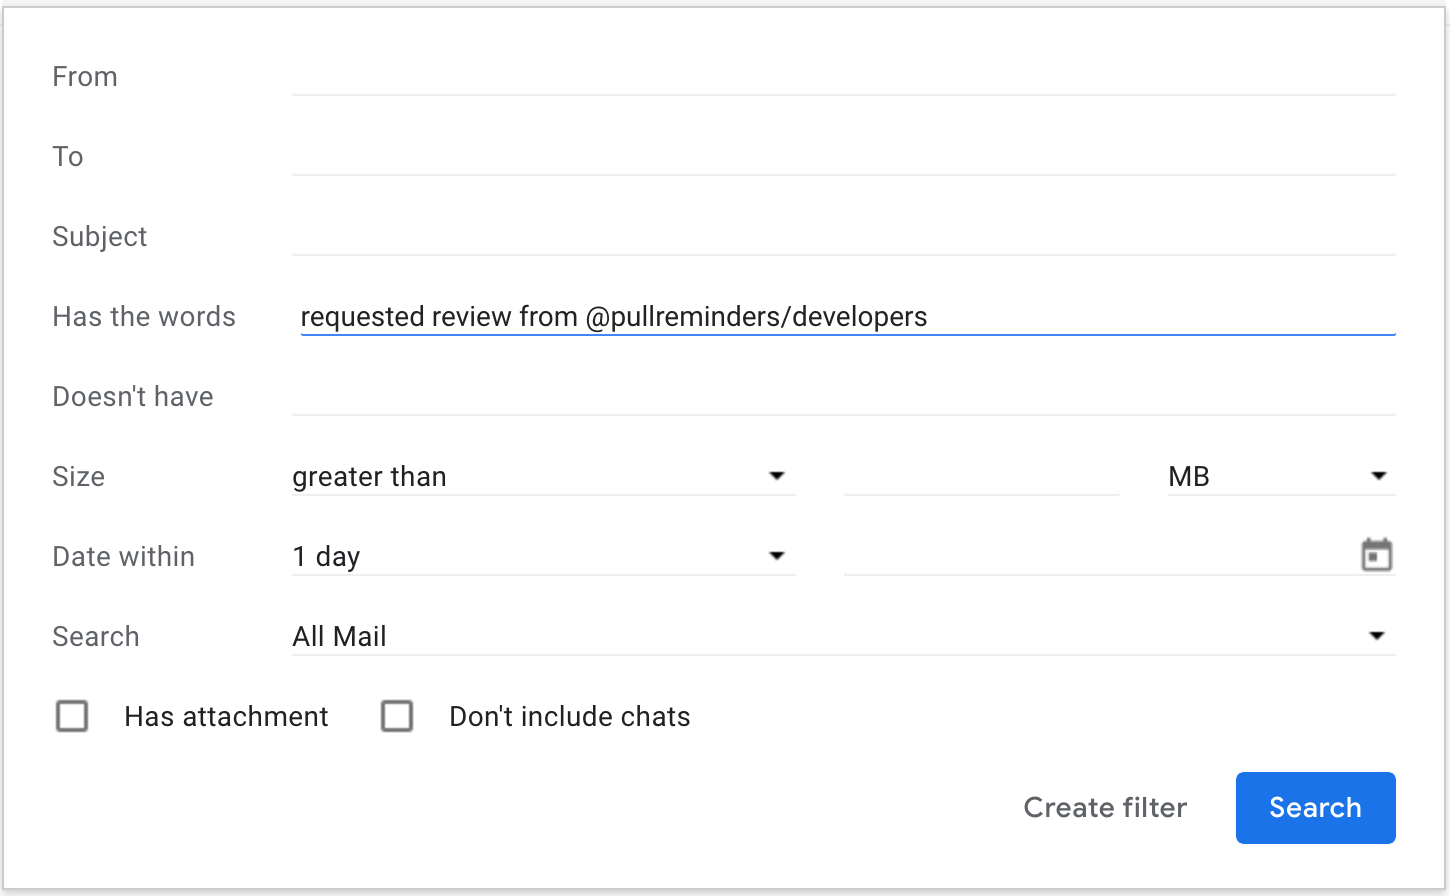 From
To
Subject
Has the words requested review from @pullreminders/developers
Doesn't have
Size greater than MB
Date within 1 day
Search All Mail
Has attachment Don't include chats
Create filter Search